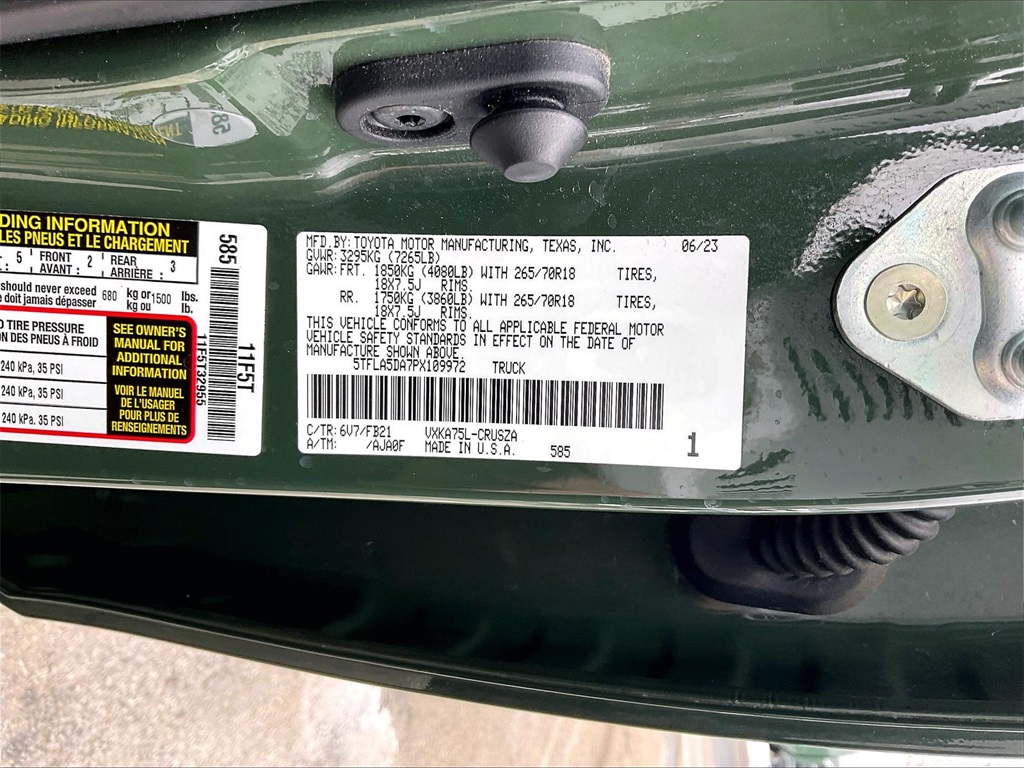 585
DING INFORMATION
LES PNEUS ET LE CHARGEMENT
: 5 FRONT : 2 REAR : 3
AVANT : ARRIÈRE :
should never exceed 680 kg or 1500 lbs.
e doit jamais dépasser kg ou lb.
D TIRE PRESSURE
ON DES PNEUS À FROID
240 kPa, 35 PSI
240 kPa, 35 PSI
240 kPa, 35 PSI
SEE OWNER'S
MANUAL FOR
ADDITIONAL
INFORMATION
VOIR LE MANUEL
DE L'USAGER
POUR PLUS DE
RENSEIGNEMENTS
585
11F5T32955
11F5T
MFD.BY: TOYOTA MOTOR MANUFACTURING, TEXAS, INC. 06/23
GVWR: 3295KG (7265LB)
GAWR: FRT. 1850KG (4080LB) WITH 265/70R18 TIRES,
18X7.5J RIMS.
RR. 1750KG (3860LB) WITH 265/70R18 TIRES,
18X7.5J RIMS.
THIS VEHICLE CONFORMS TO ALL APPLICABLE FEDERAL MOTOR
VEHICLE SAFETY STANDARDS IN EFFECT ON THE DATE OF
MANUFACTURE SHOWN ABOVE.
5TFLA5DA7PX109972 TRUCK
C/TR: 6V7/FB21 VXKA75L-CRUSZA
A/TM: /AJA0F MADE IN U.S.A. 585 1